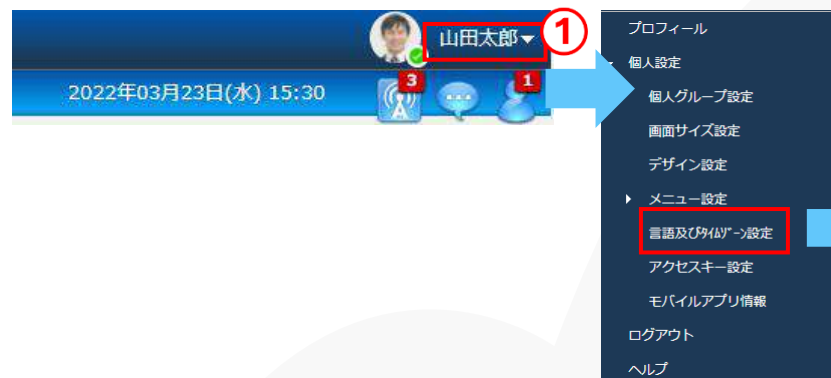 山田太郎
1
2022年03月23日(水) 15:30
3
1
プロフィール
個人設定
個人グループ設定
画面サイズ設定
デザイン設定
メニュー設定
言語及びﾀｲﾑｿﾞｰﾝ設定
アクセスキー設定
モバイルアプリ情報
ログアウト
ヘルプ